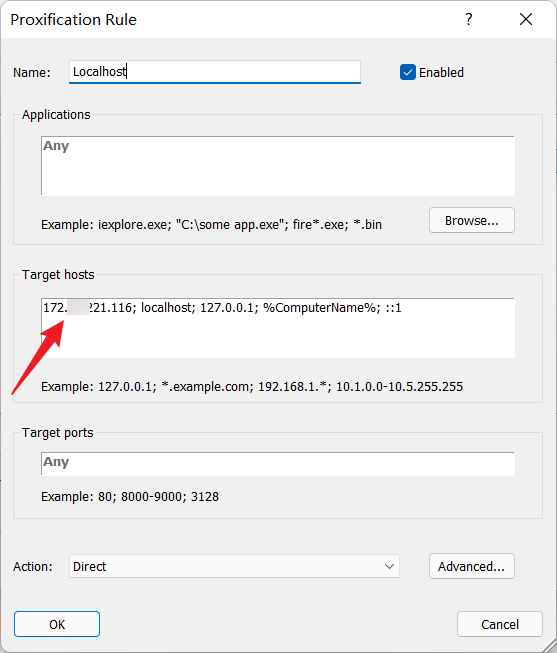 Proxification Rule
?
Name:
Localhost
Enabled
Applications
Any
Example: iexplore.exe; "C:\some app.exe"; fire*.exe; *.bin
Browse...
Target hosts
172. 221.116; localhost; 127.0.0.1; %ComputerName%; ::1
Example: 127.0.0.1; *.example.com; 192.168.1.*; 10.1.0.0-10.5.255.255
Target ports
Any
Example: 80; 8000-9000; 3128
Action:
Direct
Advanced...
OK
Cancel